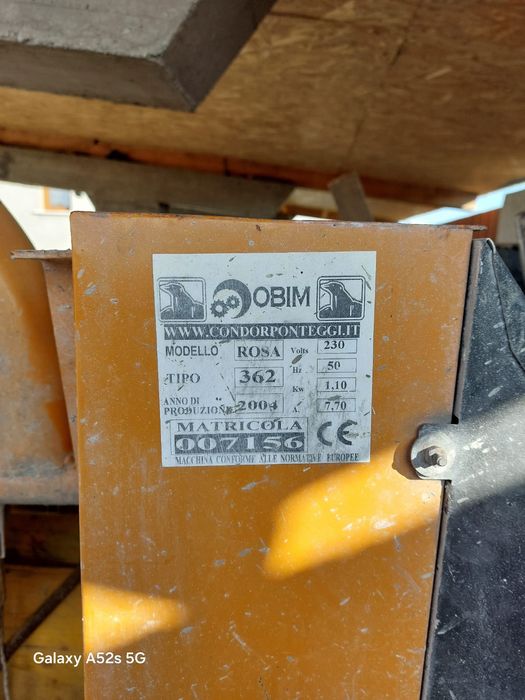 OBIM
WWW.CONDORPONTEGGI.IT
MODELLO ROSA Volts 230
Hz 50
TIPO 362 Kw 1,10
ANNO DI
PRODUZIONE 2004 A. 7,70
MATRICOLA
007156 CE
MACCHINA CONFORME ALLE NORMATIVE EUROPEE
Galaxy A52s 5G